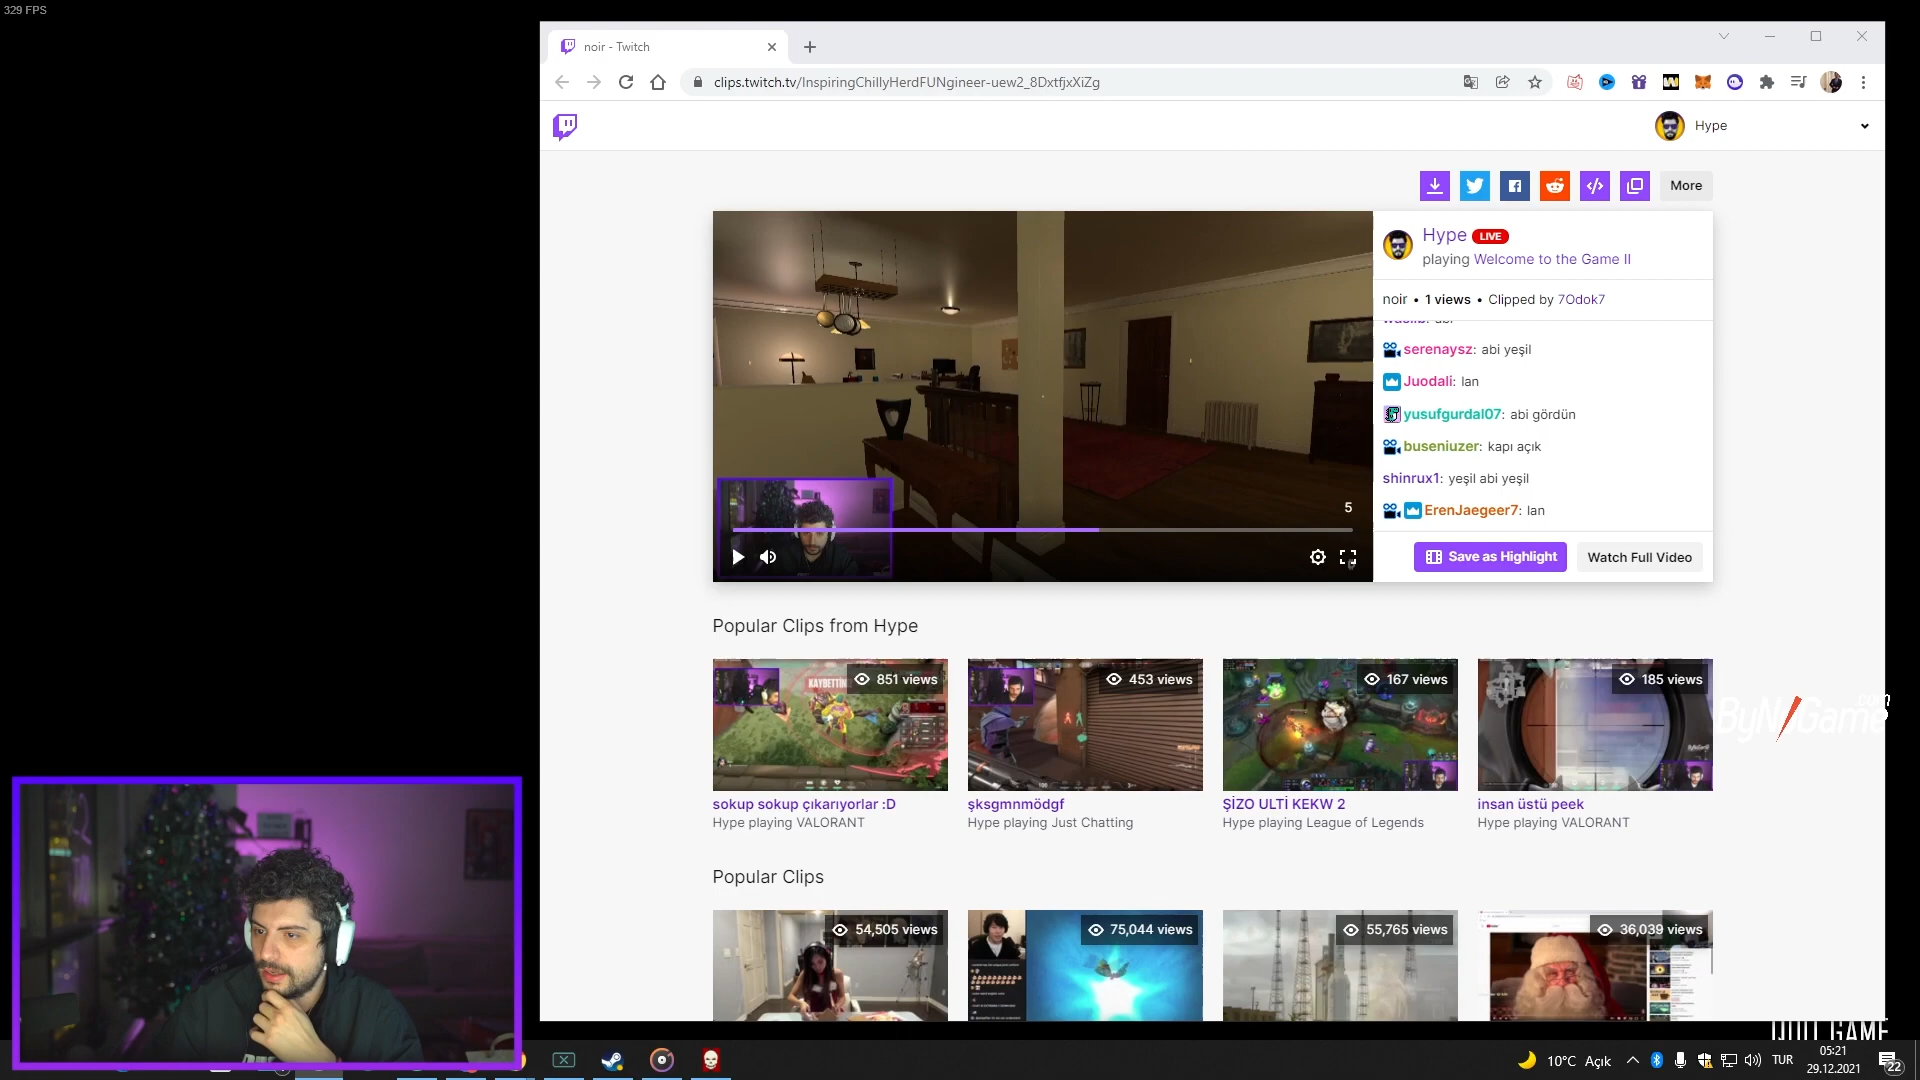 329 FPS
noir - Twitch
clips.twitch.tv/InspiringChillyHerdFUNgineer-uew2_8DxtfjxXiZg
Hype
More
Hype LIVE
playing Welcome to the Game II
noir • 1 views • Clipped by 7Odok7
serenaysz: abi yeşil
Juodali: lan
yusufgurdal07: abi gördün
buseniuzer: kapı açık
shinrux1: yeşil abi yeşil
ErenJaegeer7: lan
5
Save as Highlight
Watch Full Video
Popular Clips from Hype
851 views
453 views
167 views
185 views
sokup sokup çıkarıyorlar :D
Hype playing VALORANT
şksgmnmödgf
Hype playing Just Chatting
ŞİZO ULTİ KEKW 2
Hype playing League of Legends
insan üstü peek
Hype playing VALORANT
ByNoGame
.com
Popular Clips
54,505 views
75,044 views
55,765 views
36,039 views
QUIT GAME
10°C Açık
TUR
05:21
29.12.2021
22